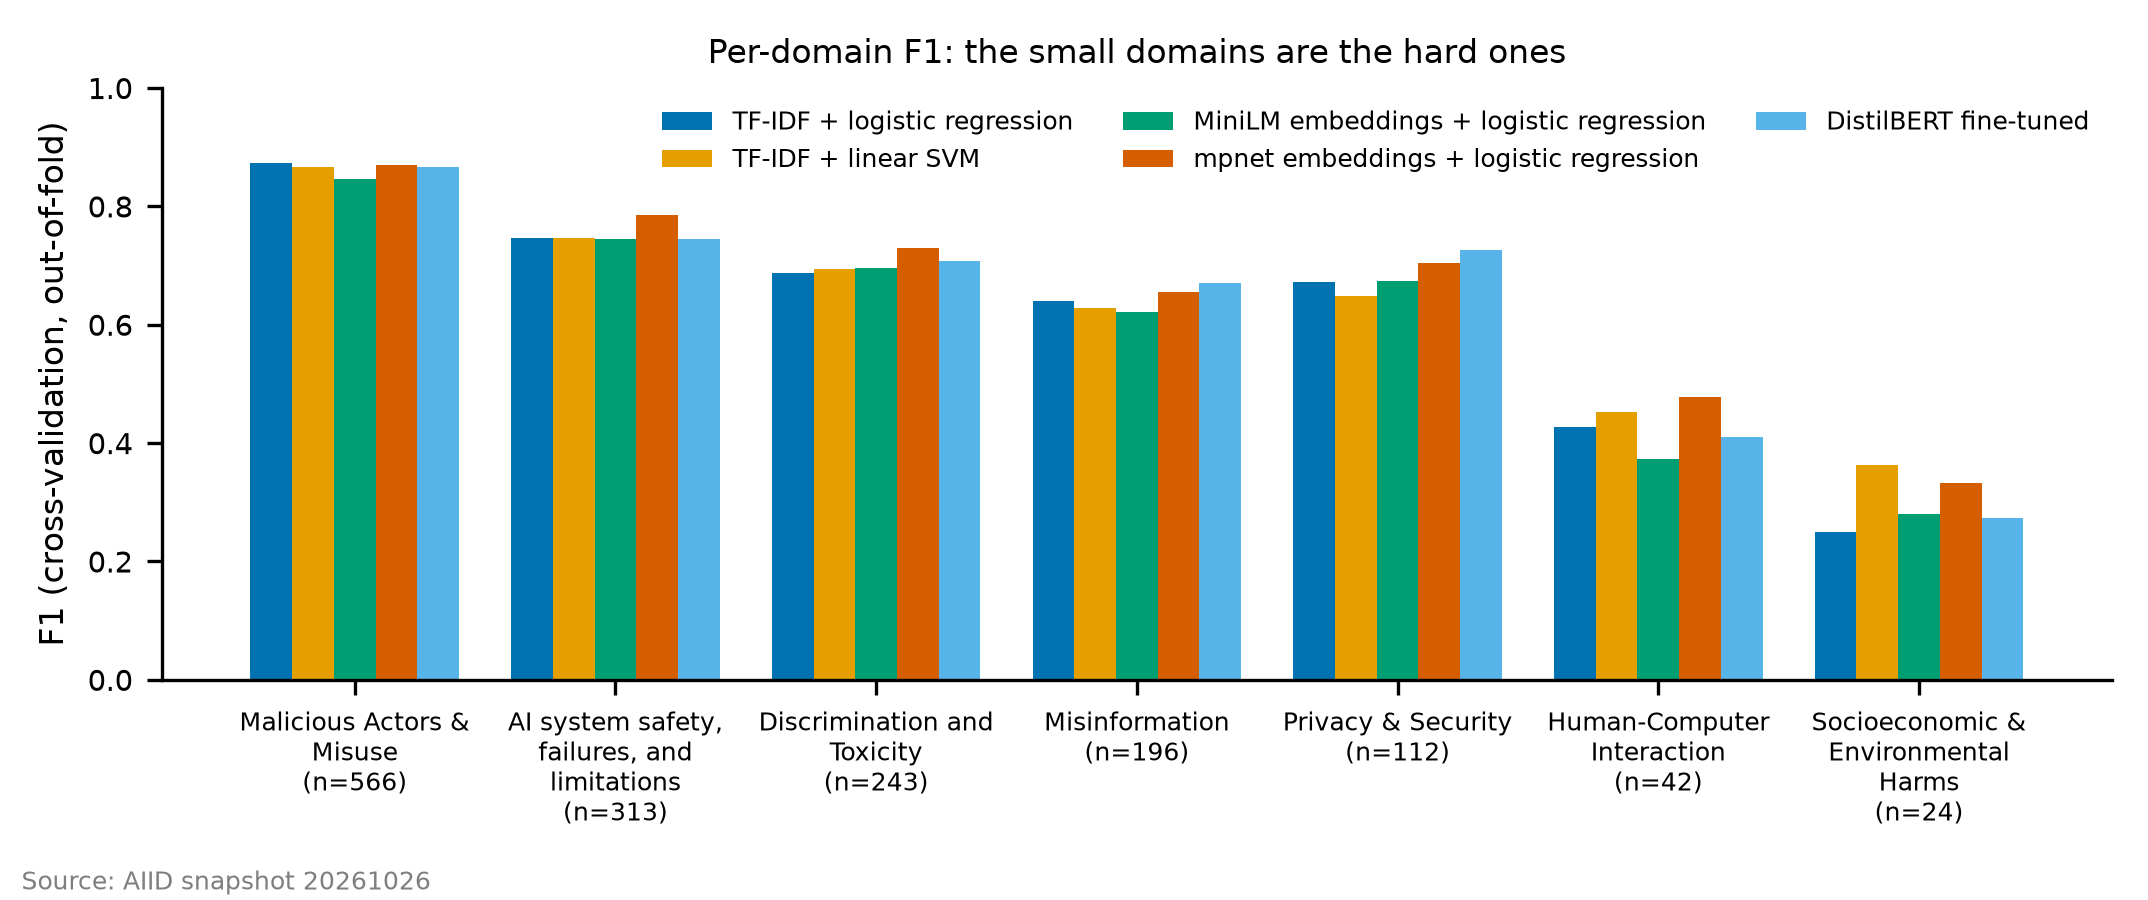 Per-domain F1: the small domains are the hard ones
F1 (cross-validation, out-of-fold)
1.0
0.8
0.6
0.4
0.2
0.0
TF-IDF + logistic regression
TF-IDF + linear SVM
MiniLM embeddings + logistic regression
mpnet embeddings + logistic regression
DistilBERT fine-tuned
Malicious Actors &
Misuse
(n=566)
AI system safety,
failures, and
limitations
(n=313)
Discrimination and
Toxicity
(n=243)
Misinformation
(n=196)
Privacy & Security
(n=112)
Human-Computer
Interaction
(n=42)
Socioeconomic &
Environmental
Harms
(n=24)
Source: AIID snapshot 20261026